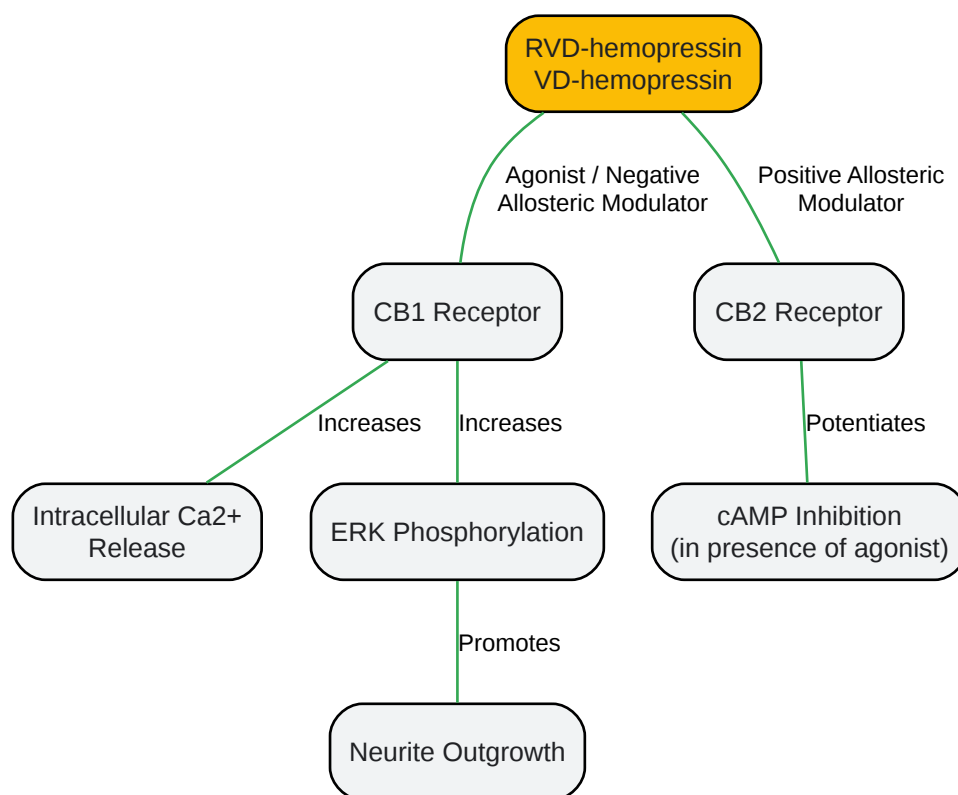 RVD-hemopressin
VD-hemopressin
Agonist / Negative
Allosteric Modulator
Positive Allosteric
Modulator
CB1 Receptor
CB2 Receptor
Increases
Increases
Potentiates
Intracellular Ca2+
Release
ERK Phosphorylation
cAMP Inhibition
(in presence of agonist)
Promotes
Neurite Outgrowth